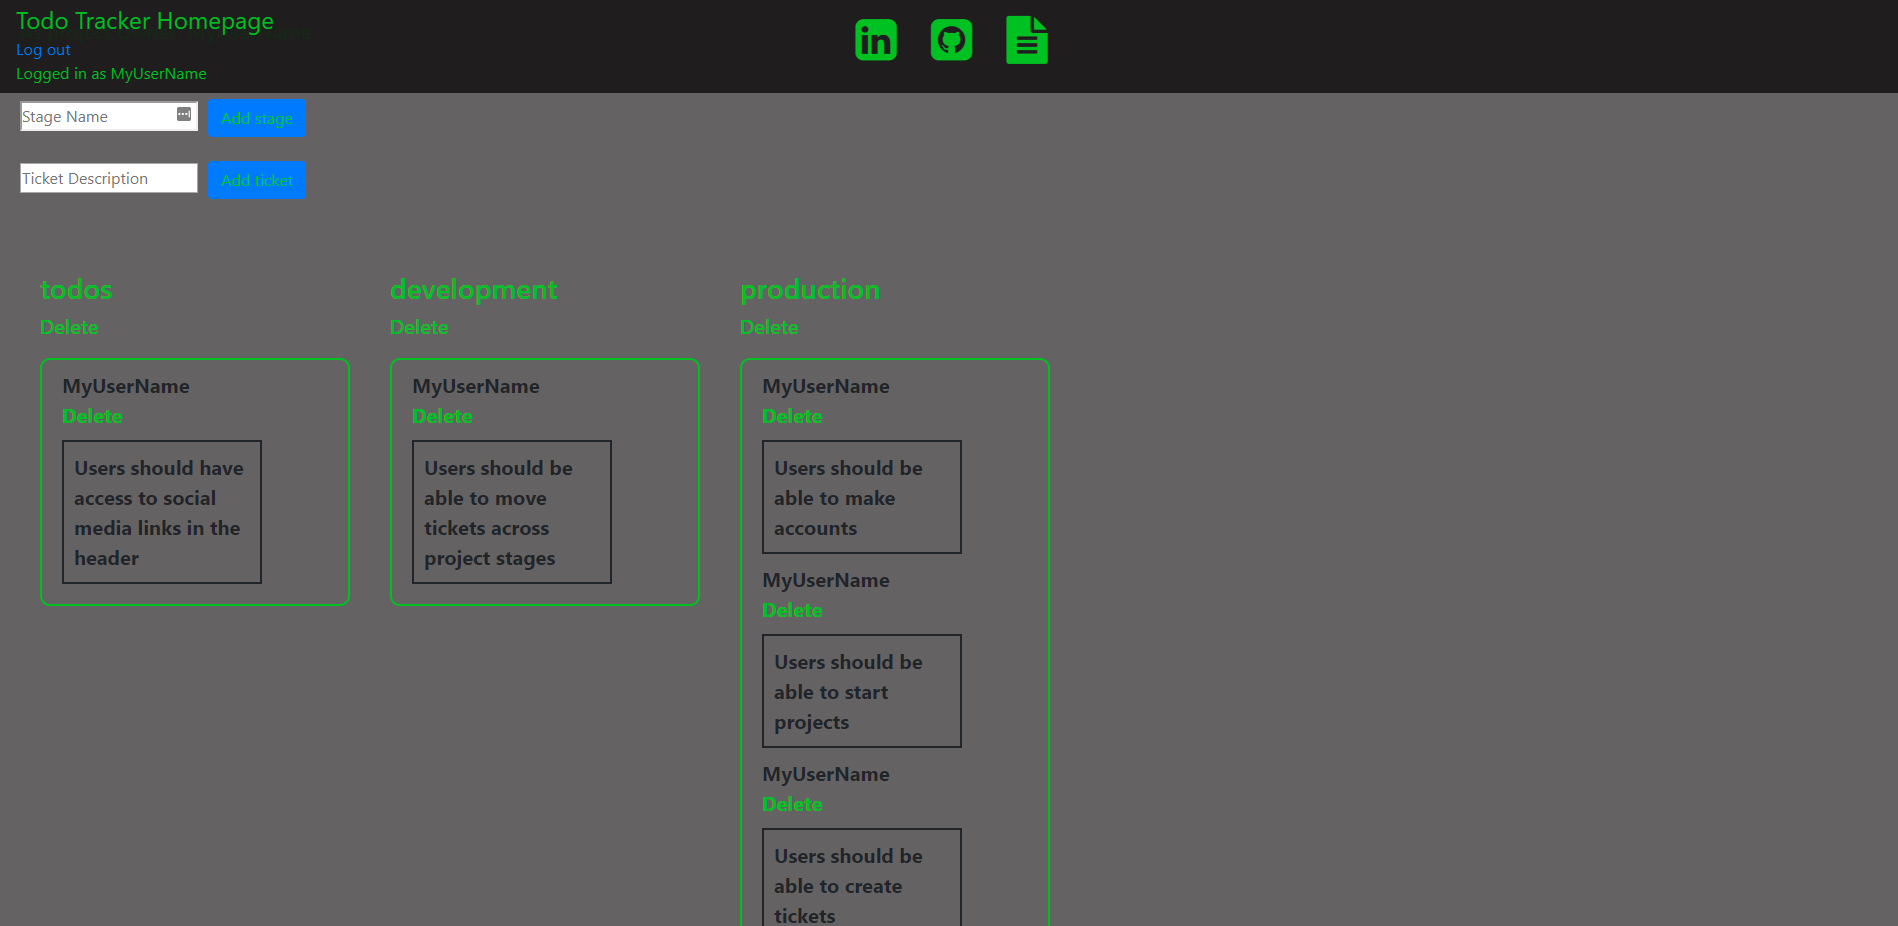 Todo Tracker Homepage
Log out
Logged in as MyUserName
in
Stage Name
Add stage
Ticket Description
Add ticket
todos
Delete
MyUserName
Delete
Users should have
access to social
media links in the
header
development
Delete
MyUserName
Delete
Users should be
able to move
tickets across
project stages
production
Delete
MyUserName
Delete
Users should be
able to make
accounts
MyUserName
Delete
Users should be
able to start
projects
MyUserName
Delete
Users should be
able to create
tickets